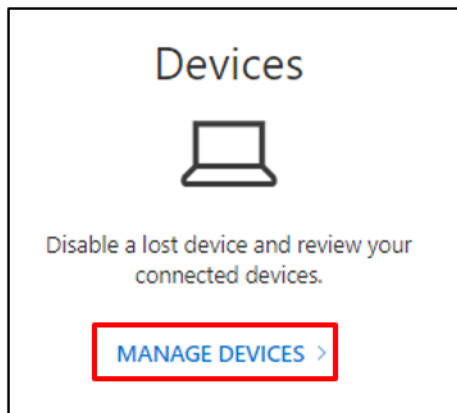 Devices
Disable a lost device and review your
connected devices.
MANAGE DEVICES >